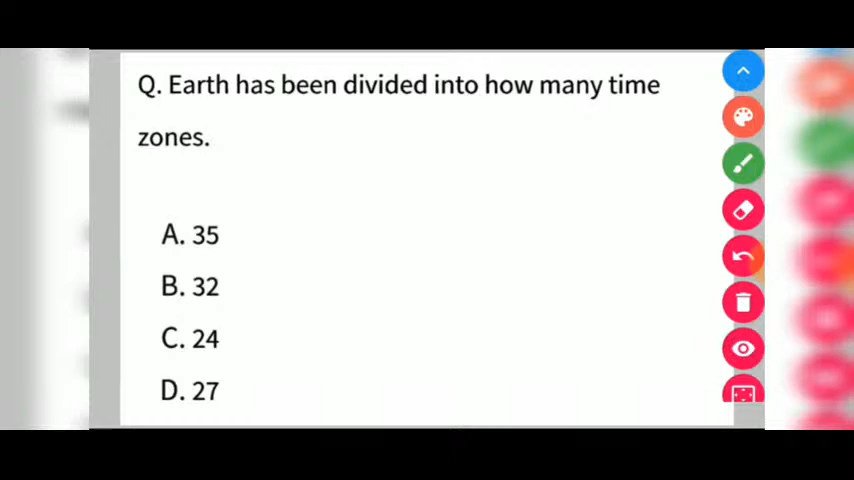 Q. Earth has been divided into how many time
zones.
A. 35
B. 32
C. 24
D. 27